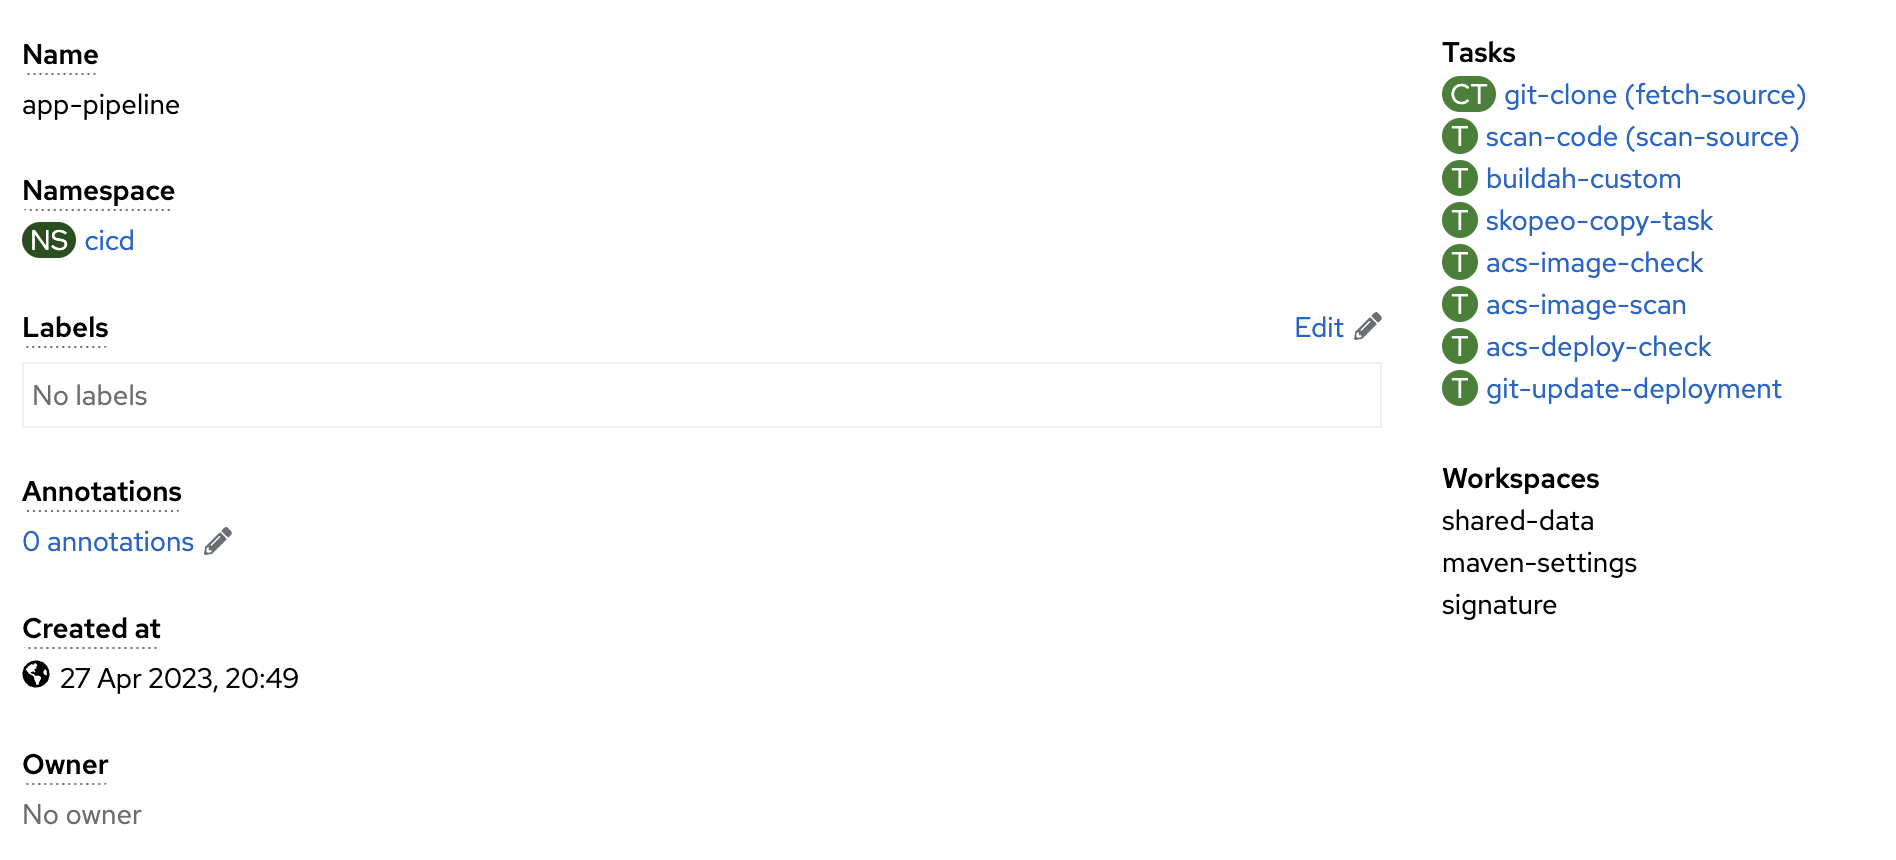 Name
app-pipeline
Namespace
NS cicd
Labels
Edit
No labels
Annotations
0 annotations
Created at
27 Apr 2023, 20:49
Owner
No owner
Tasks
CT git-clone (fetch-source)
T scan-code (scan-source)
T buildah-custom
T skopeo-copy-task
T acs-image-check
T acs-image-scan
T acs-deploy-check
T git-update-deployment
Workspaces
shared-data
maven-settings
signature